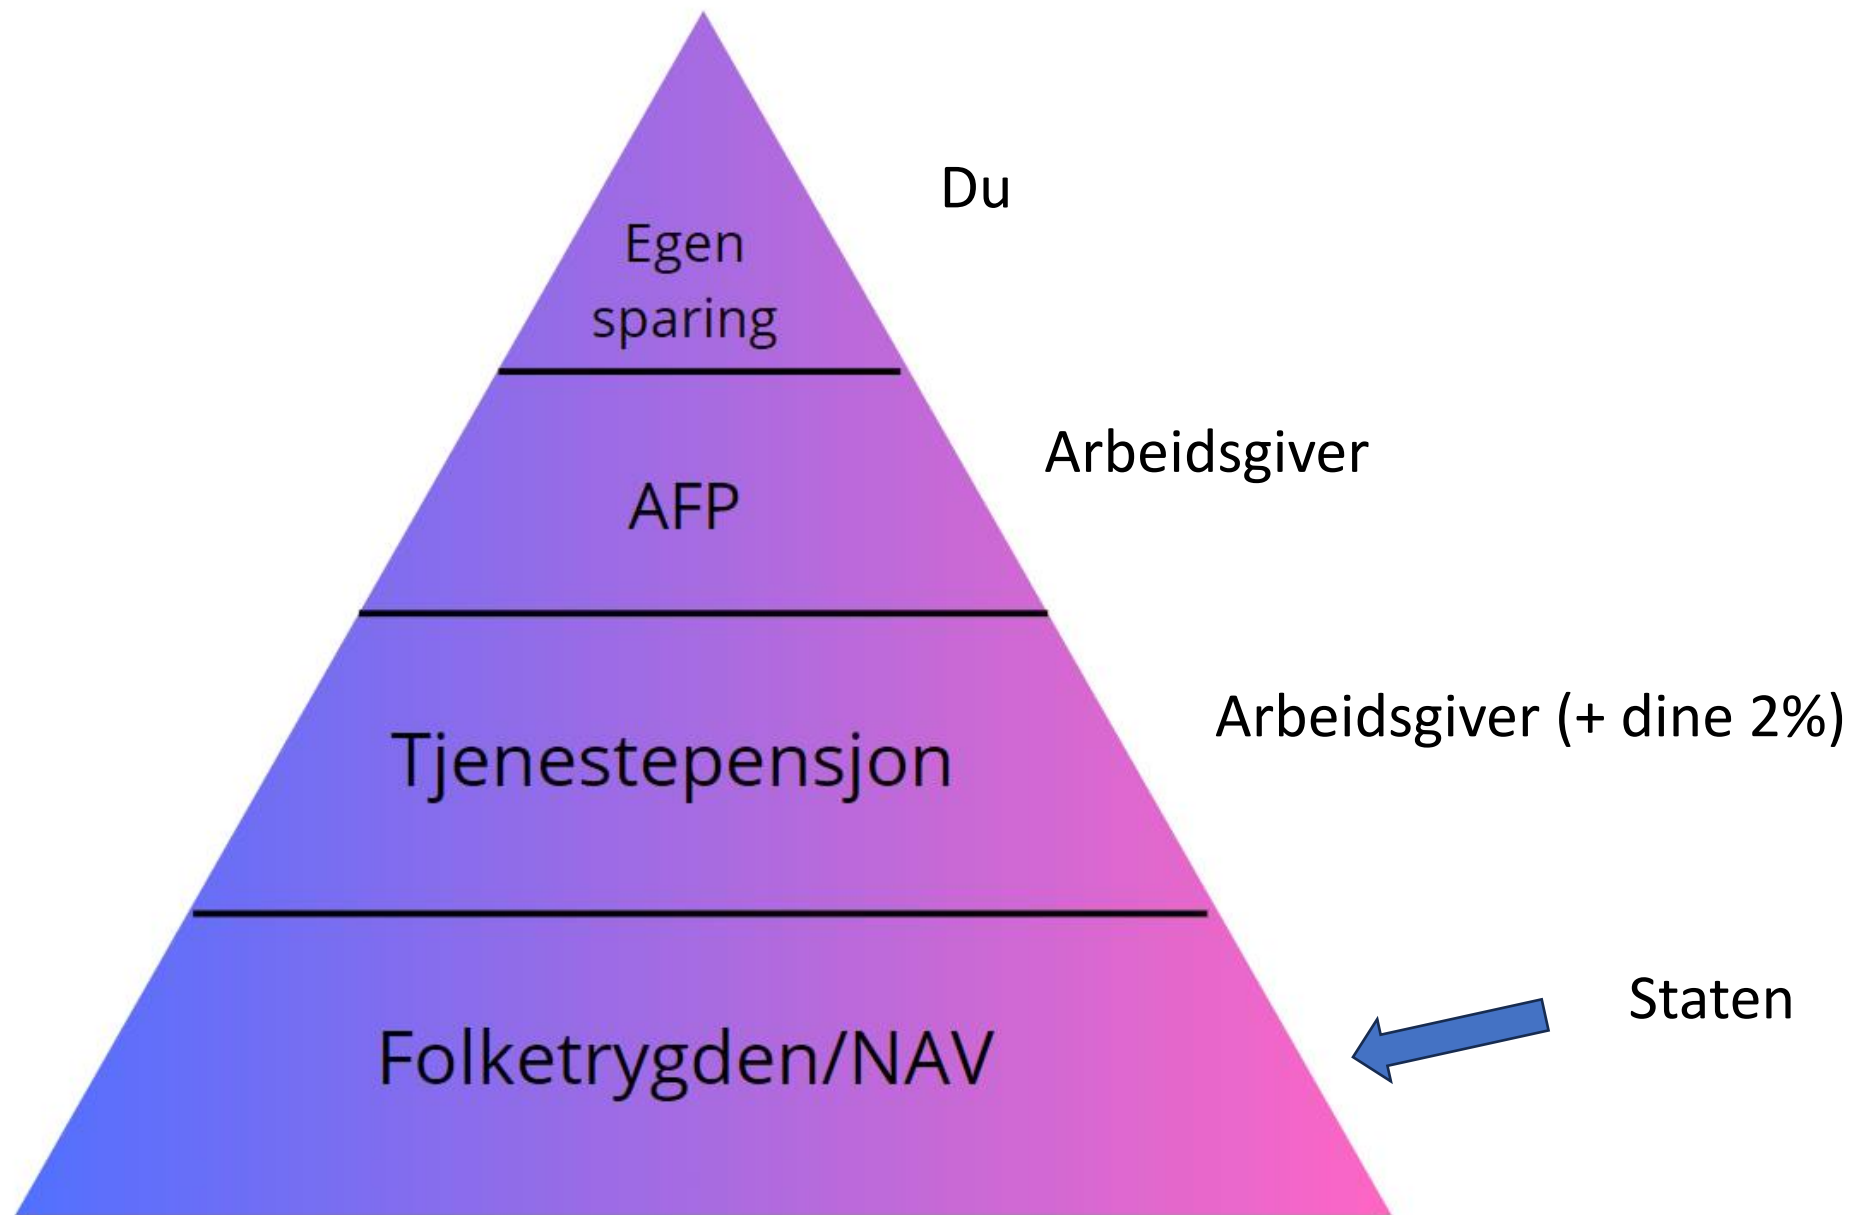 Du
Egen
sparing
Arbeidsgiver
AFP
Arbeidsgiver (+ dine 2%)
Tjenestepensjon
Staten
Folketrygden/NAV